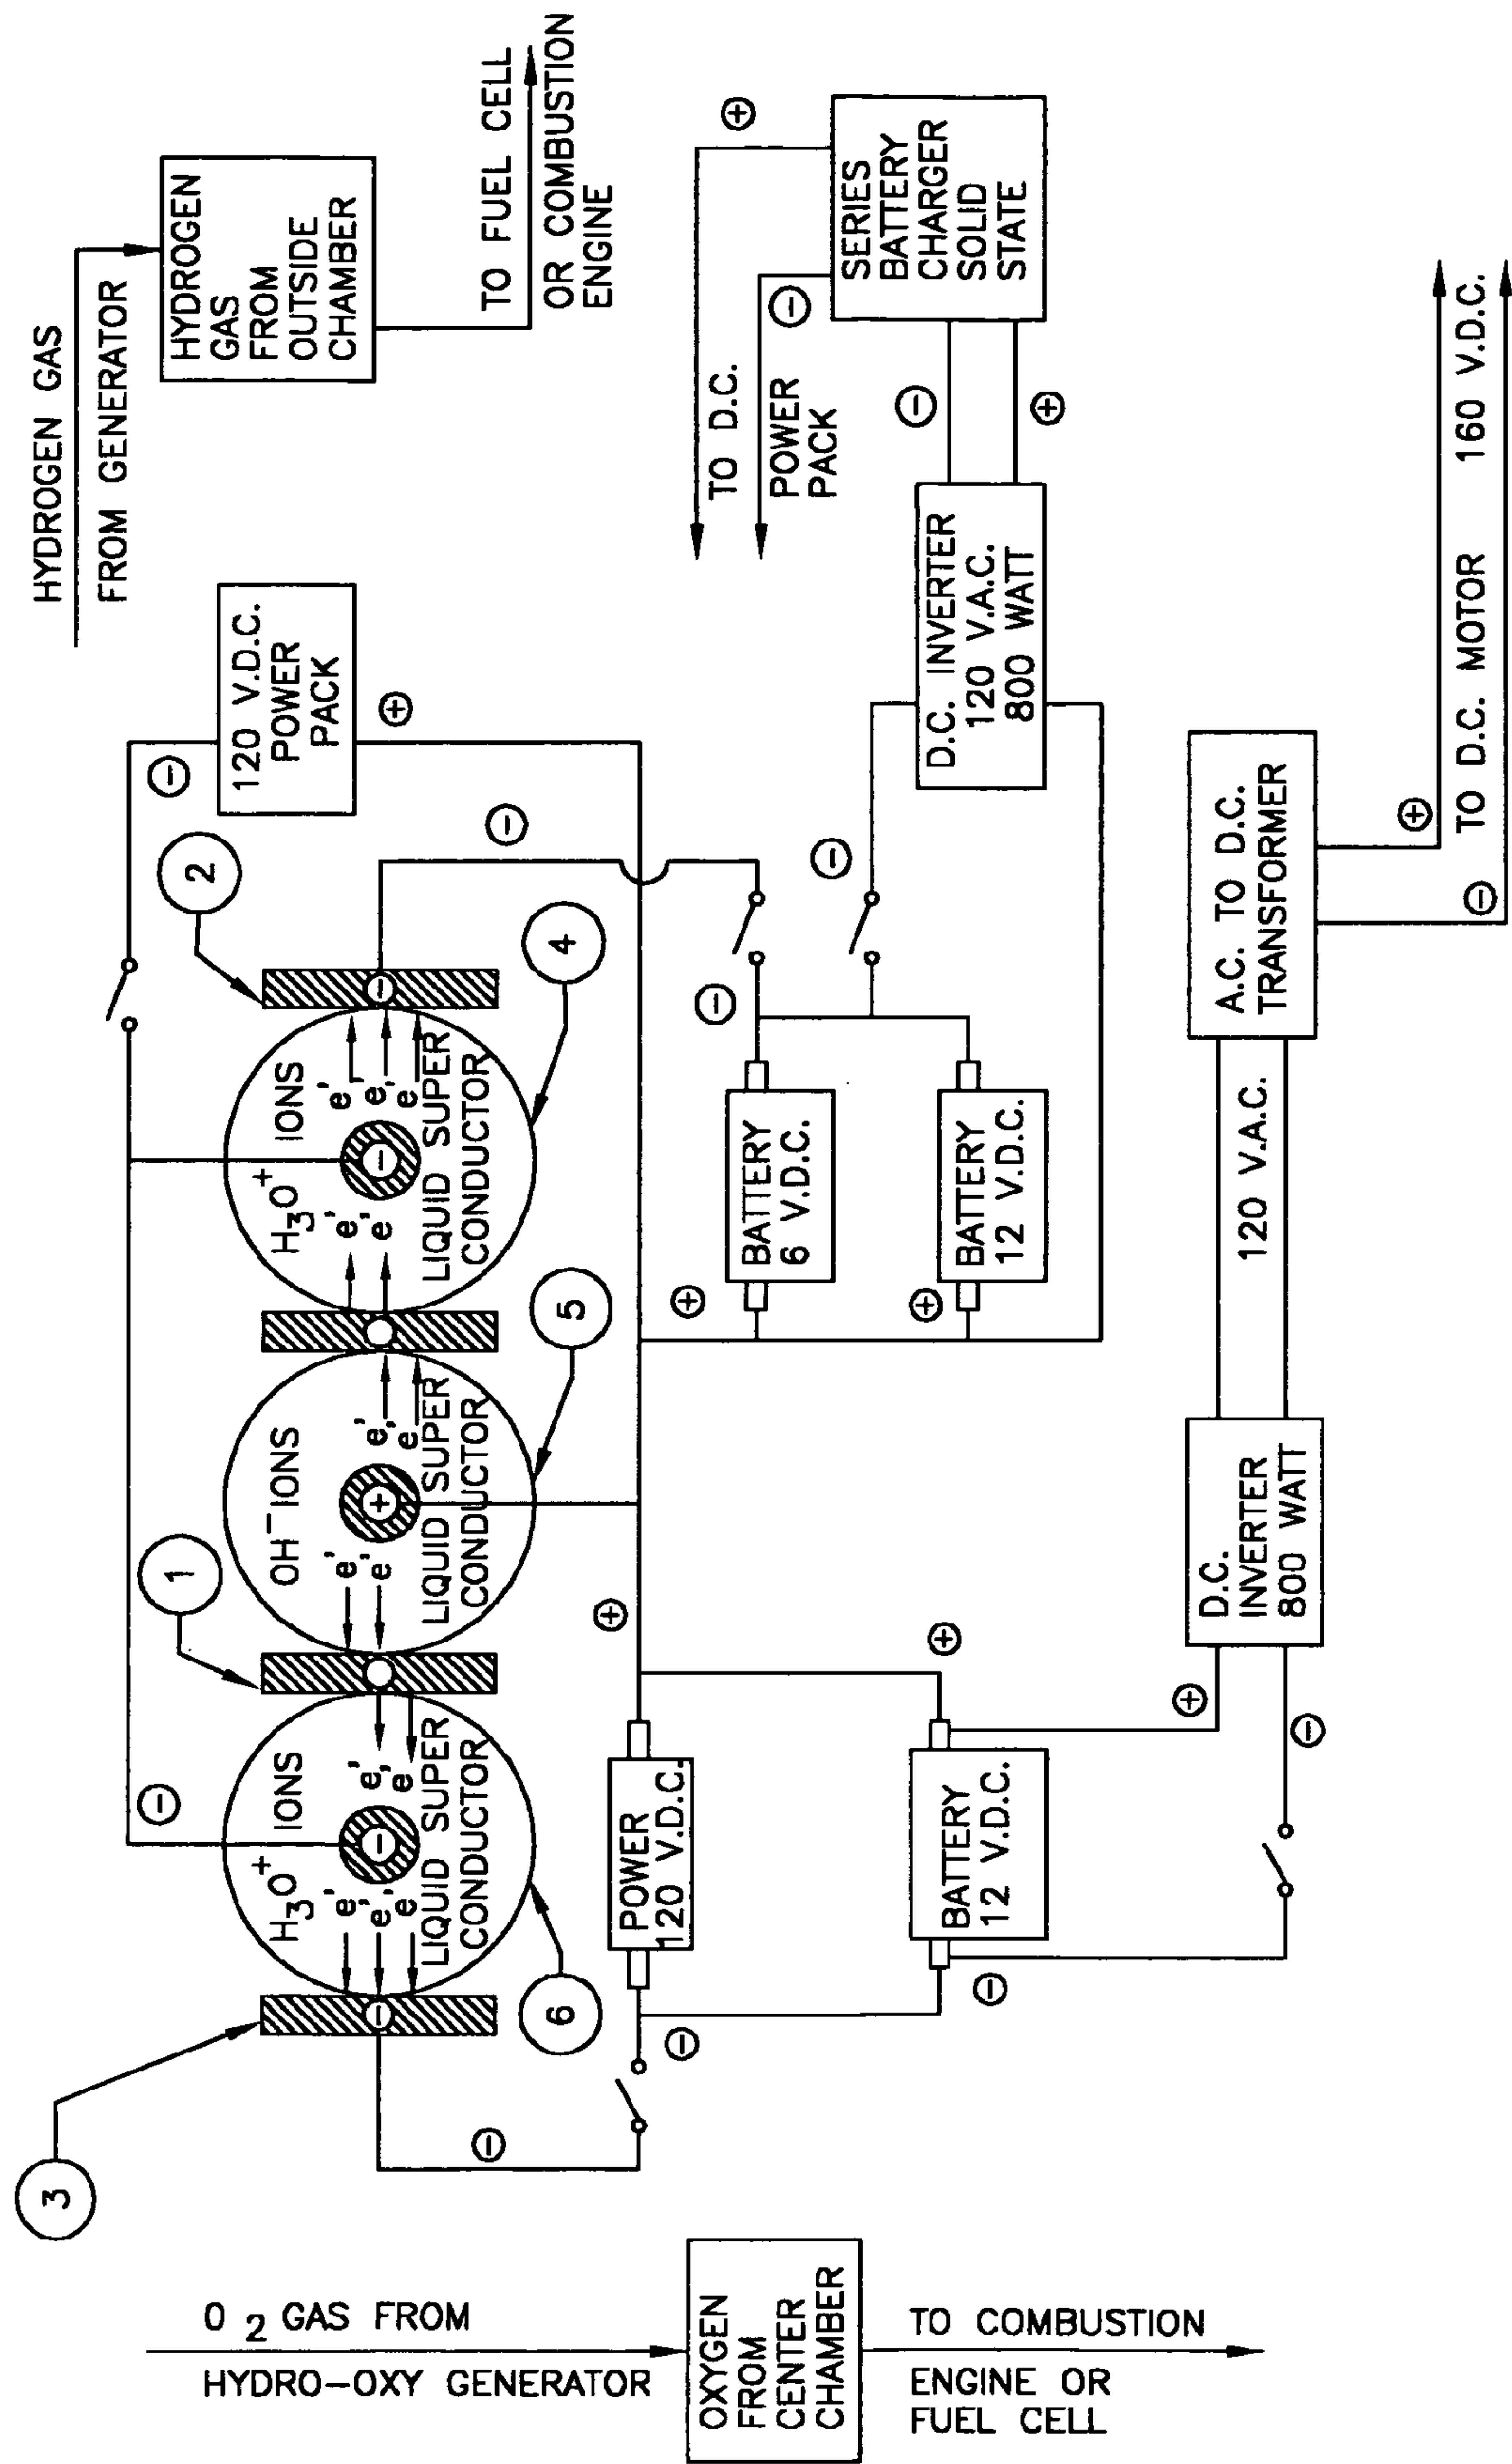 HYDROGEN GAS
FROM GENERATOR
HYDROGEN
GAS
FROM
OUTSIDE
CHAMBER
TO FUEL CELL
OR COMBUSTION
ENGINE
120 V.D.C.
POWER
PACK
⊖
⊕
3
1
2
⊖
H3O+ IONS
e'
e'
e'
e'
e'
−
−
LIQUID SUPER
CONDUCTOR
6
OH− IONS
e'
e'
e'
e'
+
LIQUID SUPER
CONDUCTOR
5
H3O+ IONS
e'
e'
e'
e'
e'
−
−
LIQUID SUPER
CONDUCTOR
4
⊖
⊖
⊕
⊖
POWER
120 V.D.C.
⊕
BATTERY
12 V.D.C.
⊖
⊕
BATTERY
6 V.D.C.
⊖
⊕
BATTERY
12 V.D.C.
⊖
D.C. INVERTER
120 V.A.C.
800 WATT
⊖
⊕
SERIES
BATTERY
CHARGER
SOLID
STATE
⊕
⊖
TO D.C.
POWER
PACK
⊕
⊖
D.C.
INVERTER
800 WATT
120 V.A.C.
A.C. TO D.C.
TRANSFORMER
⊕
⊖
TO D.C. MOTOR 160 V.D.C.
O 2 GAS FROM
HYDRO-OXY GENERATOR
OXYGEN
FROM
CENTER
CHAMBER
TO COMBUSTION
ENGINE OR
FUEL CELL